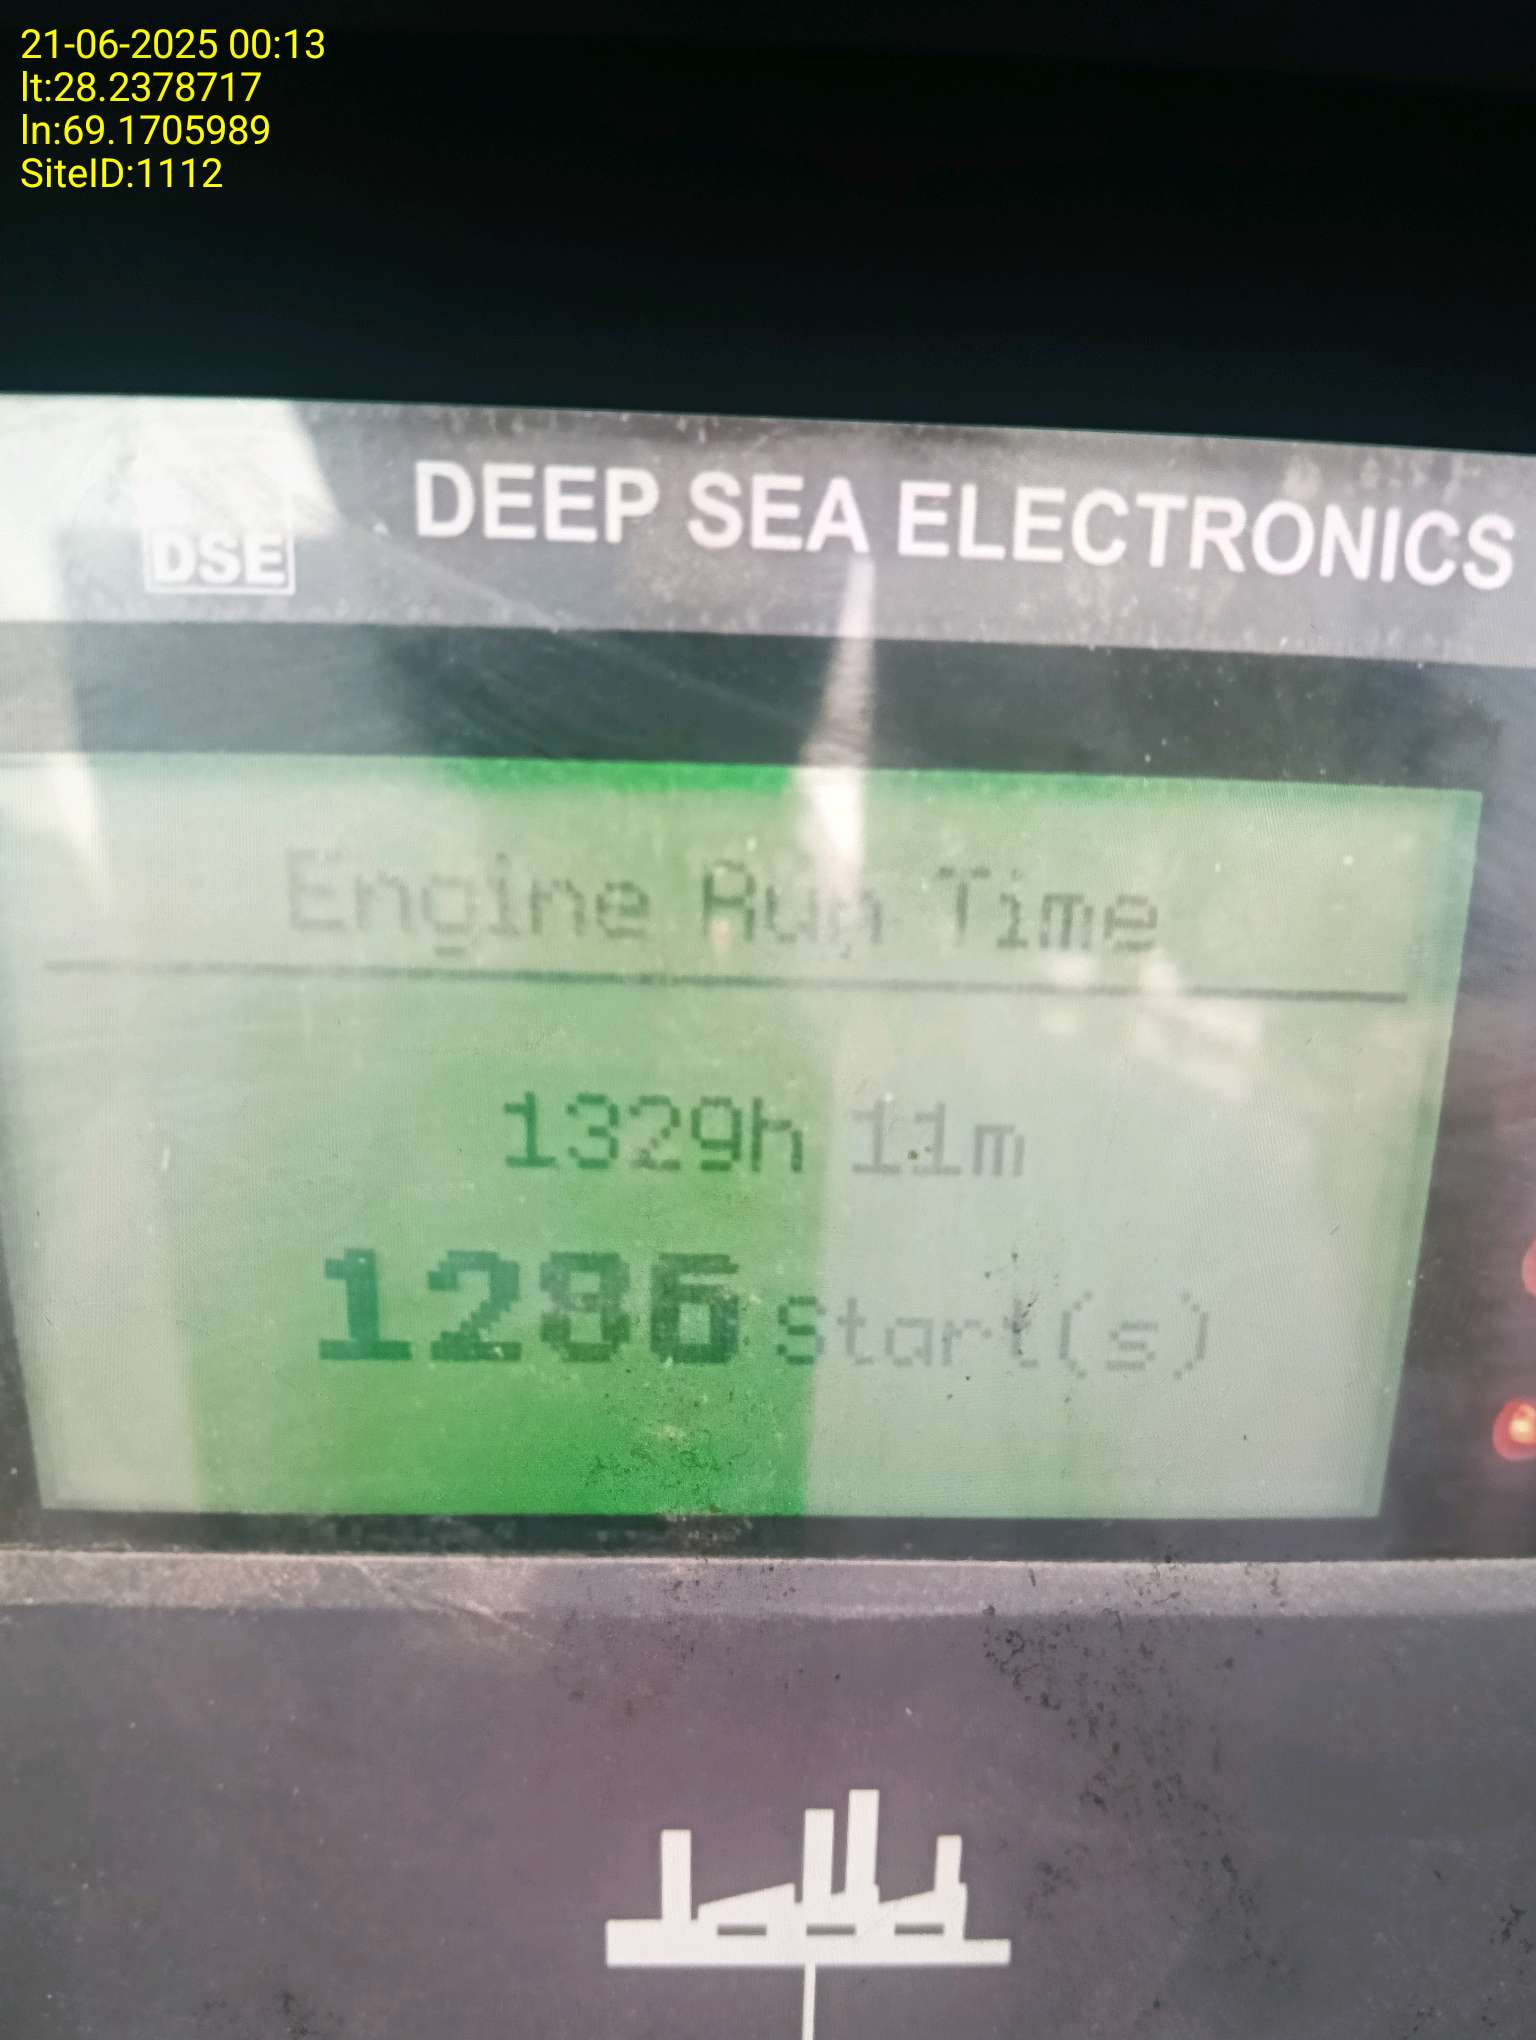 21-06-2025 00:13
lt:28.2378717
ln:69.1705989
SiteID:1112
DSE
DEEP SEA ELECTRONICS
Engine Run Time
1329h 11m
1286 Start(s)